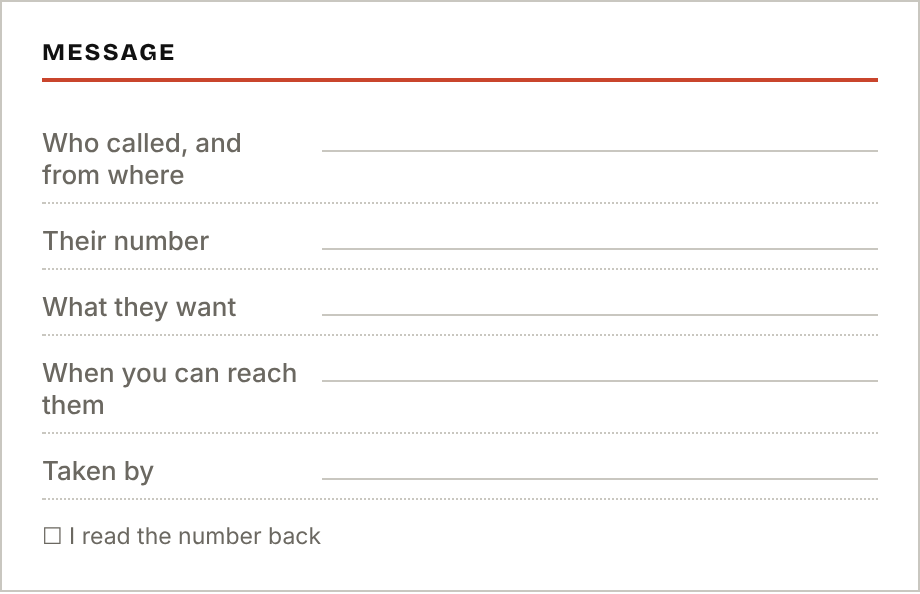 MESSAGE
Who called, and
from where
Their number
What they want
When you can reach
them
Taken by
☐ I read the number back